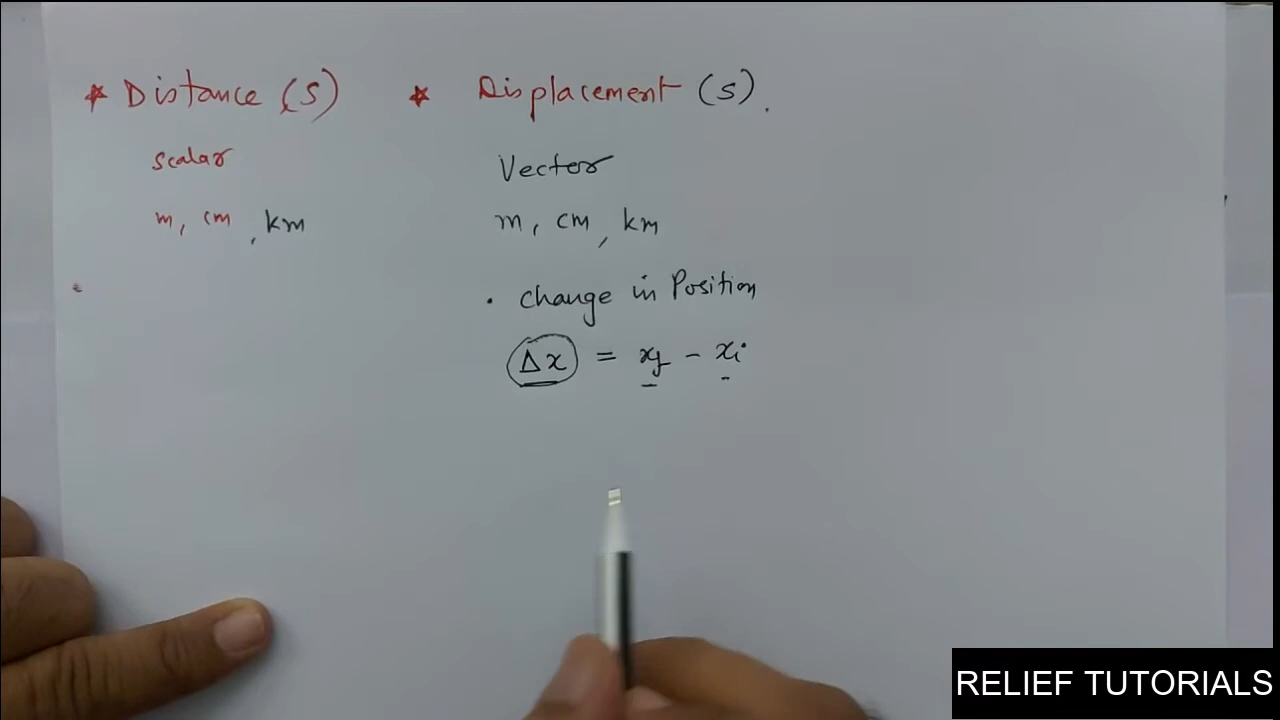 * Distance (S) * Displacement (s).
Scalar Vector
m, cm, km m, cm, km
. change in Position
Δx = xf - xi
RELIEF TUTORIALS